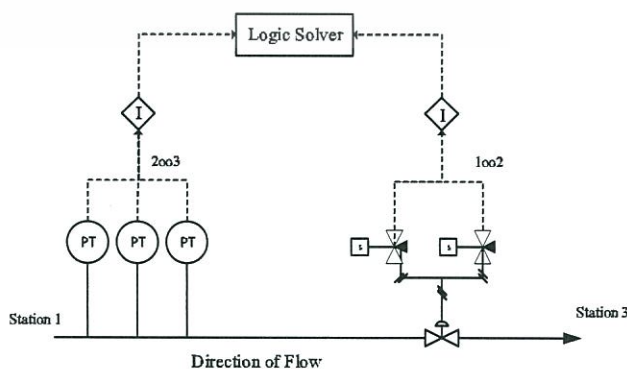 Logic Solver
I
I
2oo3
1oo2
PT
PT
PT
s
s
Station 1
Station 3
Direction of Flow